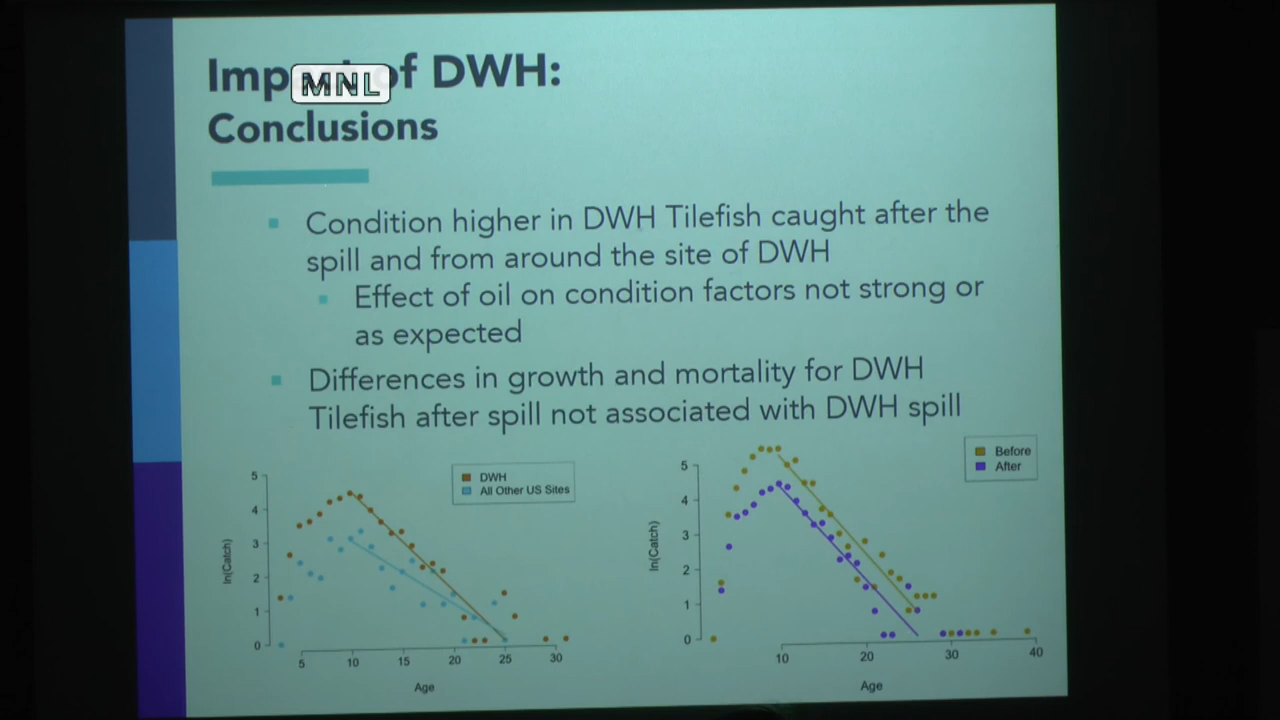 Imp of DWH:
MNL
Conclusions
Condition higher in DWH Tilefish caught after the
spill and from around the site of DWH
Effect of oil on condition factors not strong or
as expected
Differences in growth and mortality for DWH
Tilefish after spill not associated with DWH spill
DWH
All Other US Sites
5
4
3
2
1
0
ln(Catch)
5 10 15 20 25 30
Age
Before
After
5
4
3
2
1
0
ln(Catch)
10 20 30 40
Age